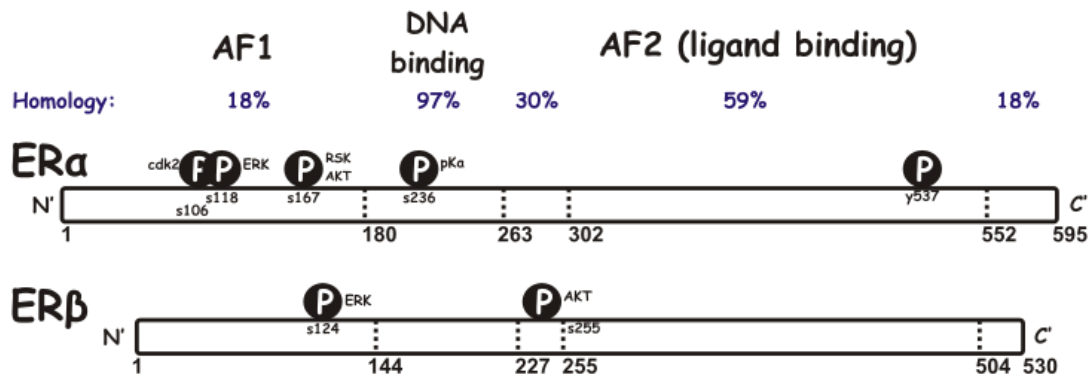 AF1
DNA
binding
AF2 (ligand binding)
Homology: 18% 97% 30% 59% 18%
ERα
cdk2 P P ERK P RSK
AKT P pKa P
N' s106 s118 s167 s236 y537 C'
1 180 263 302 552 595
ERβ
P ERK P AKT
N' s124 s255 C'
1 144 227 255 504 530